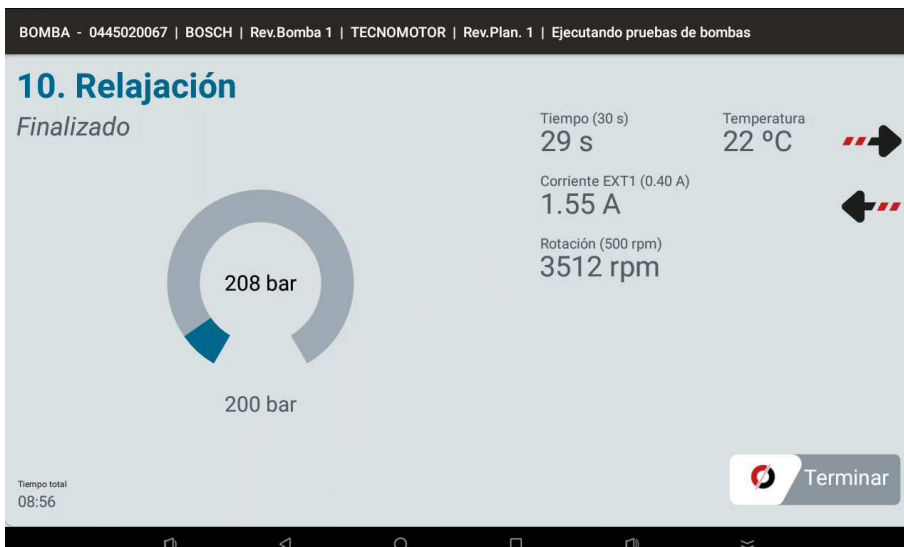 BOMBA - 0445020067 | BOSCH | Rev.Bomba 1 | TECNOMOTOR | Rev.Plan. 1 | Ejecutando pruebas de bombas
10. Relajación
Finalizado
Tiempo (30 s)
29 s
Temperatura
22 ºC
Corriente EXT1 (0.40 A)
1.55 A
Rotación (500 rpm)
3512 rpm
208 bar
200 bar
Tiempo total
08:56
Terminar